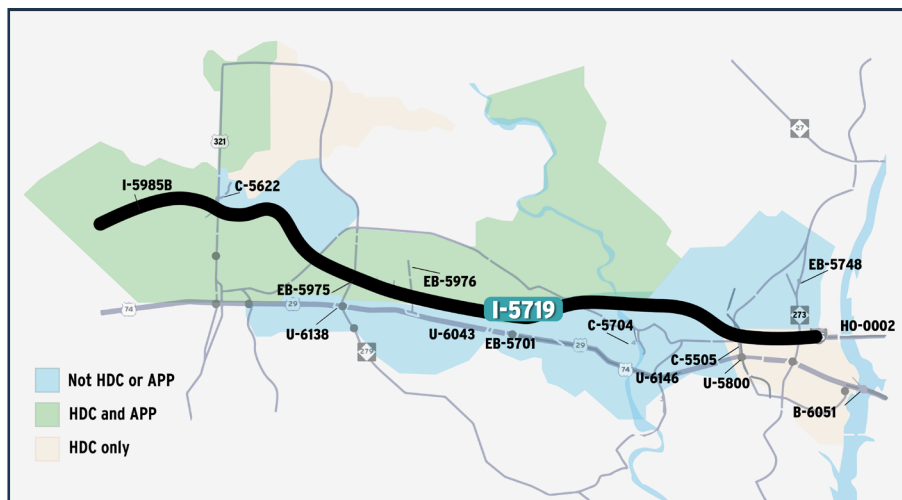 27
321
I-5985B
C-5622
EB-5748
EB-5976
EB-5975
I-5719
29
74
273
HO-0002
U-6138
U-6043
C-5704
EB-5701
29
279
C-5505
74
U-6146
U-5800
B-6051
Not HDC or APP
HDC and APP
HDC only